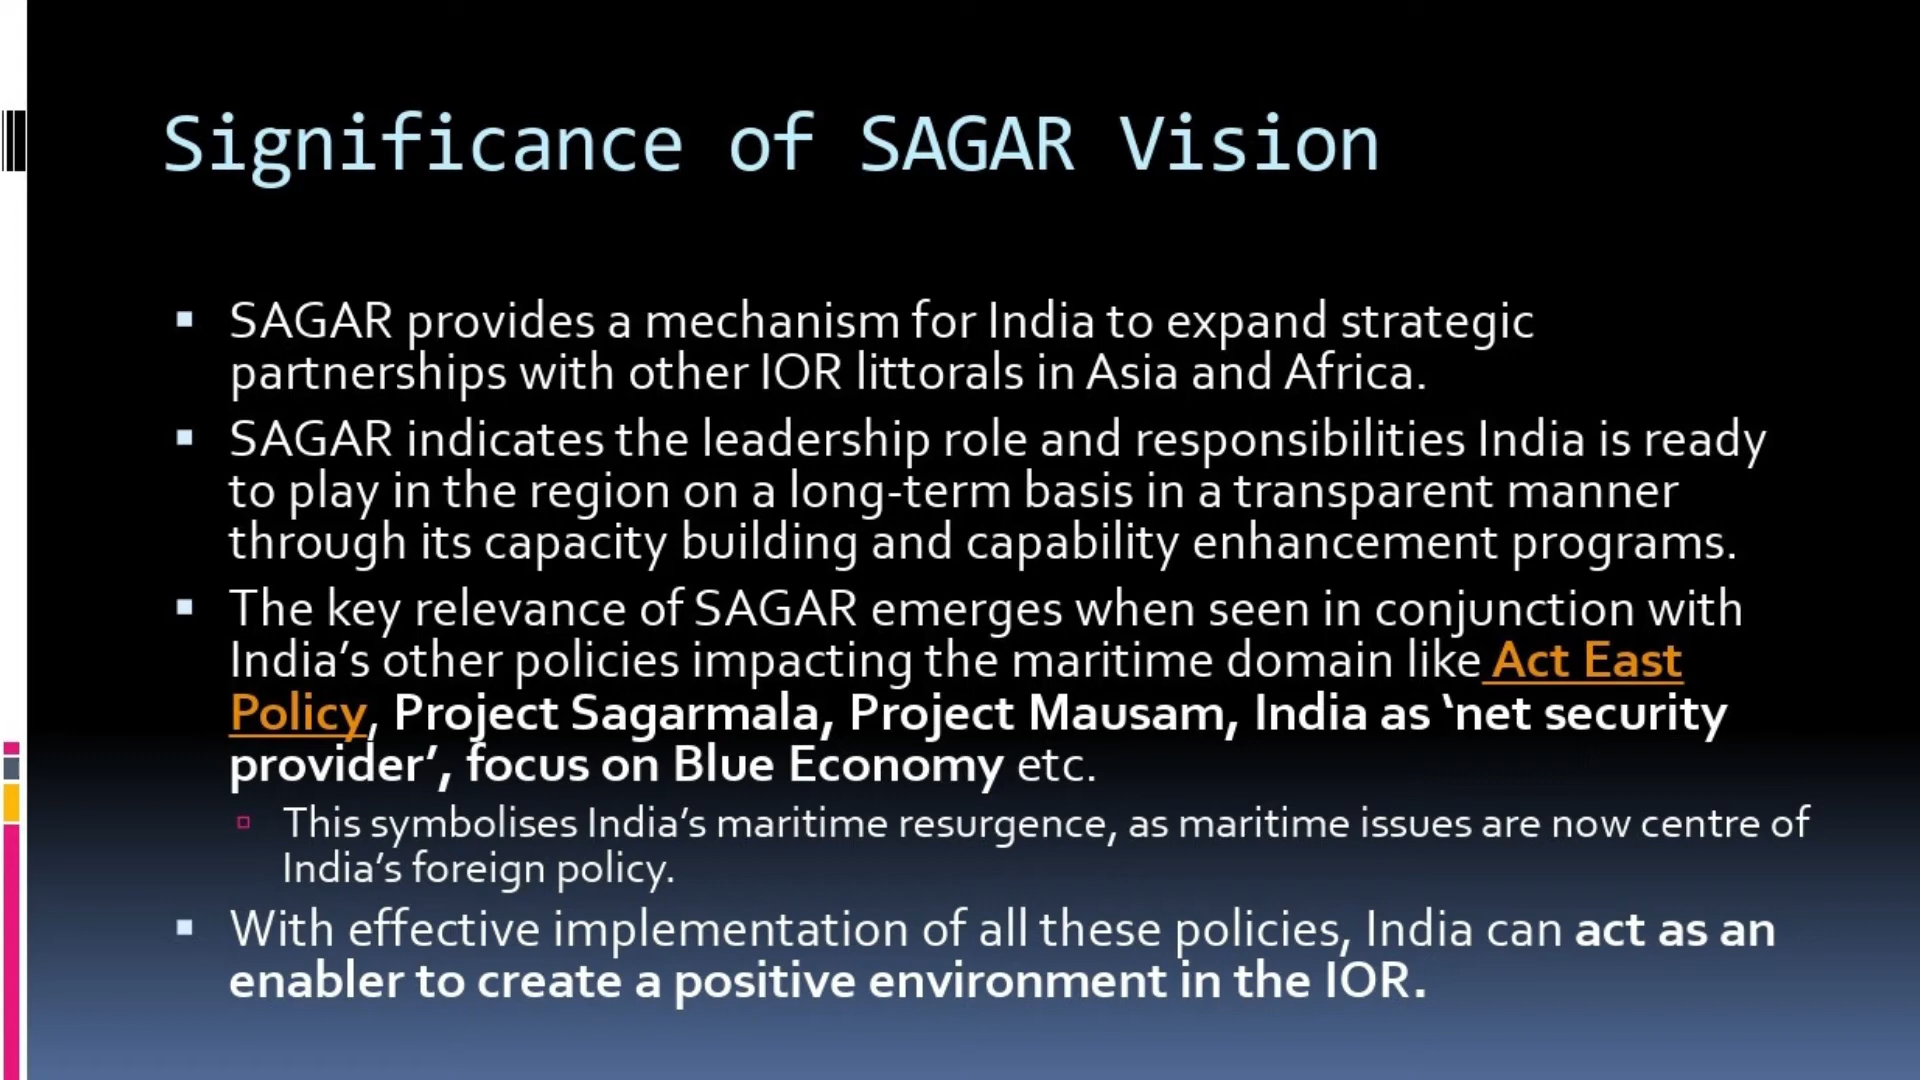 Significance of SAGAR Vision
SAGAR provides a mechanism for India to expand strategic
partnerships with other IOR littorals in Asia and Africa.
SAGAR indicates the leadership role and responsibilities India is ready
to play in the region on a long-term basis in a transparent manner
through its capacity building and capability enhancement programs.
The key relevance of SAGAR emerges when seen in conjunction with
India’s other policies impacting the maritime domain like Act East
Policy, Project Sagarmala, Project Mausam, India as ‘net security
provider’, focus on Blue Economy etc.
This symbolises India’s maritime resurgence, as maritime issues are now centre of
India’s foreign policy.
With effective implementation of all these policies, India can act as an
enabler to create a positive environment in the IOR.